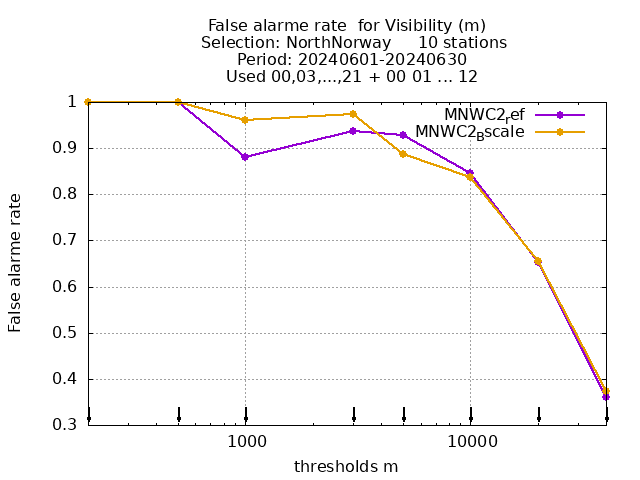 False alarme rate  for Visibility (m)
Selection: NorthNorway     10 stations
Period: 20240601-20240630
Used 00,03,...,21 + 00 01 ... 12
MNWC2ref
MNWC2Bscale
1
0.9
0.8
0.7
0.6
0.5
0.4
0.3
False alarme rate
1000
10000
thresholds m